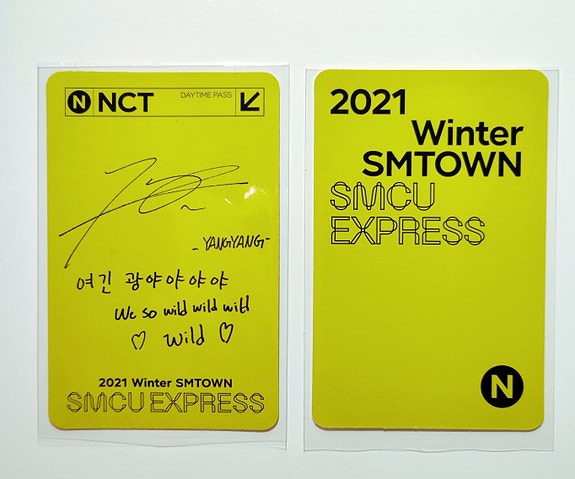 N NCT DAYTIME PASS
-YANGYANG-
여긴 광야야야야야
We so wild wild wild
♡ Wild ♡
2021 Winter SMTOWN
SMCU EXPRESS
2021
Winter
SMTOWN
SMCU
EXPRESS
N